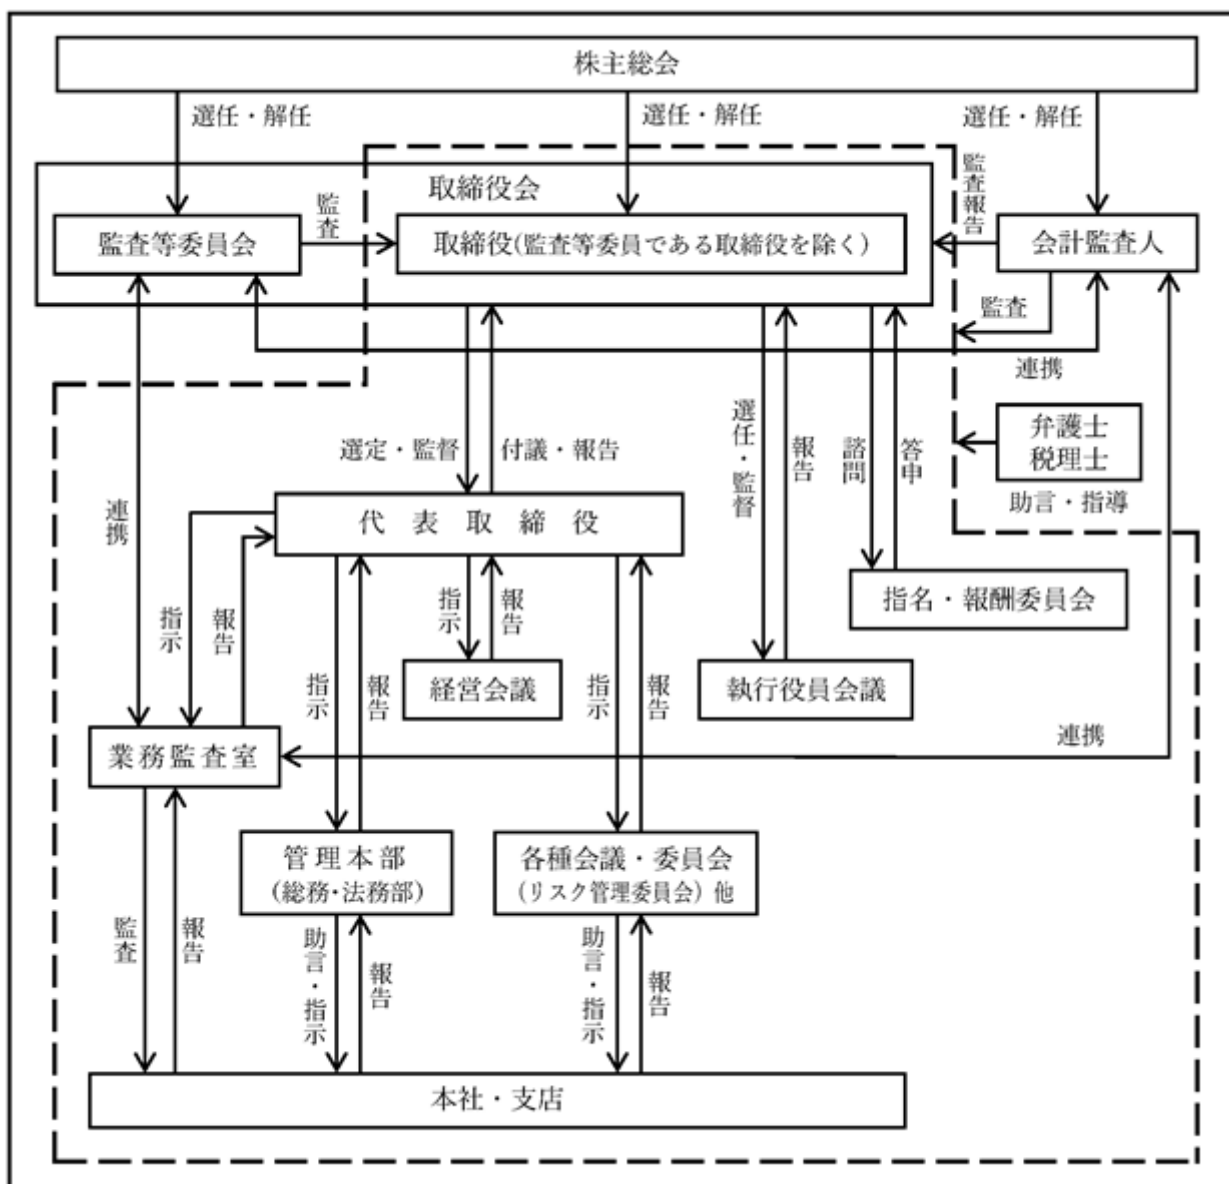 株主総会
選任・解任
選任・解任
選任・解任
取締役会
監査等委員会
監査
取締役(監査等委員である取締役を除く)
監査報告
会計監査人
監査
連携
弁護士
税理士
助言・指導
選定・監督
付議・報告
選任・監督
報告
諮問
答申
連携
代表取締役
指名・報酬委員会
指示
報告
指示
報告
経営会議
執行役員会議
指示
報告
指示
報告
業務監査室
連携
管理本部
(総務・法務部)
各種会議・委員会
(リスク管理委員会)他
監査
報告
助言・指示
報告
助言・指示
報告
本社・支店